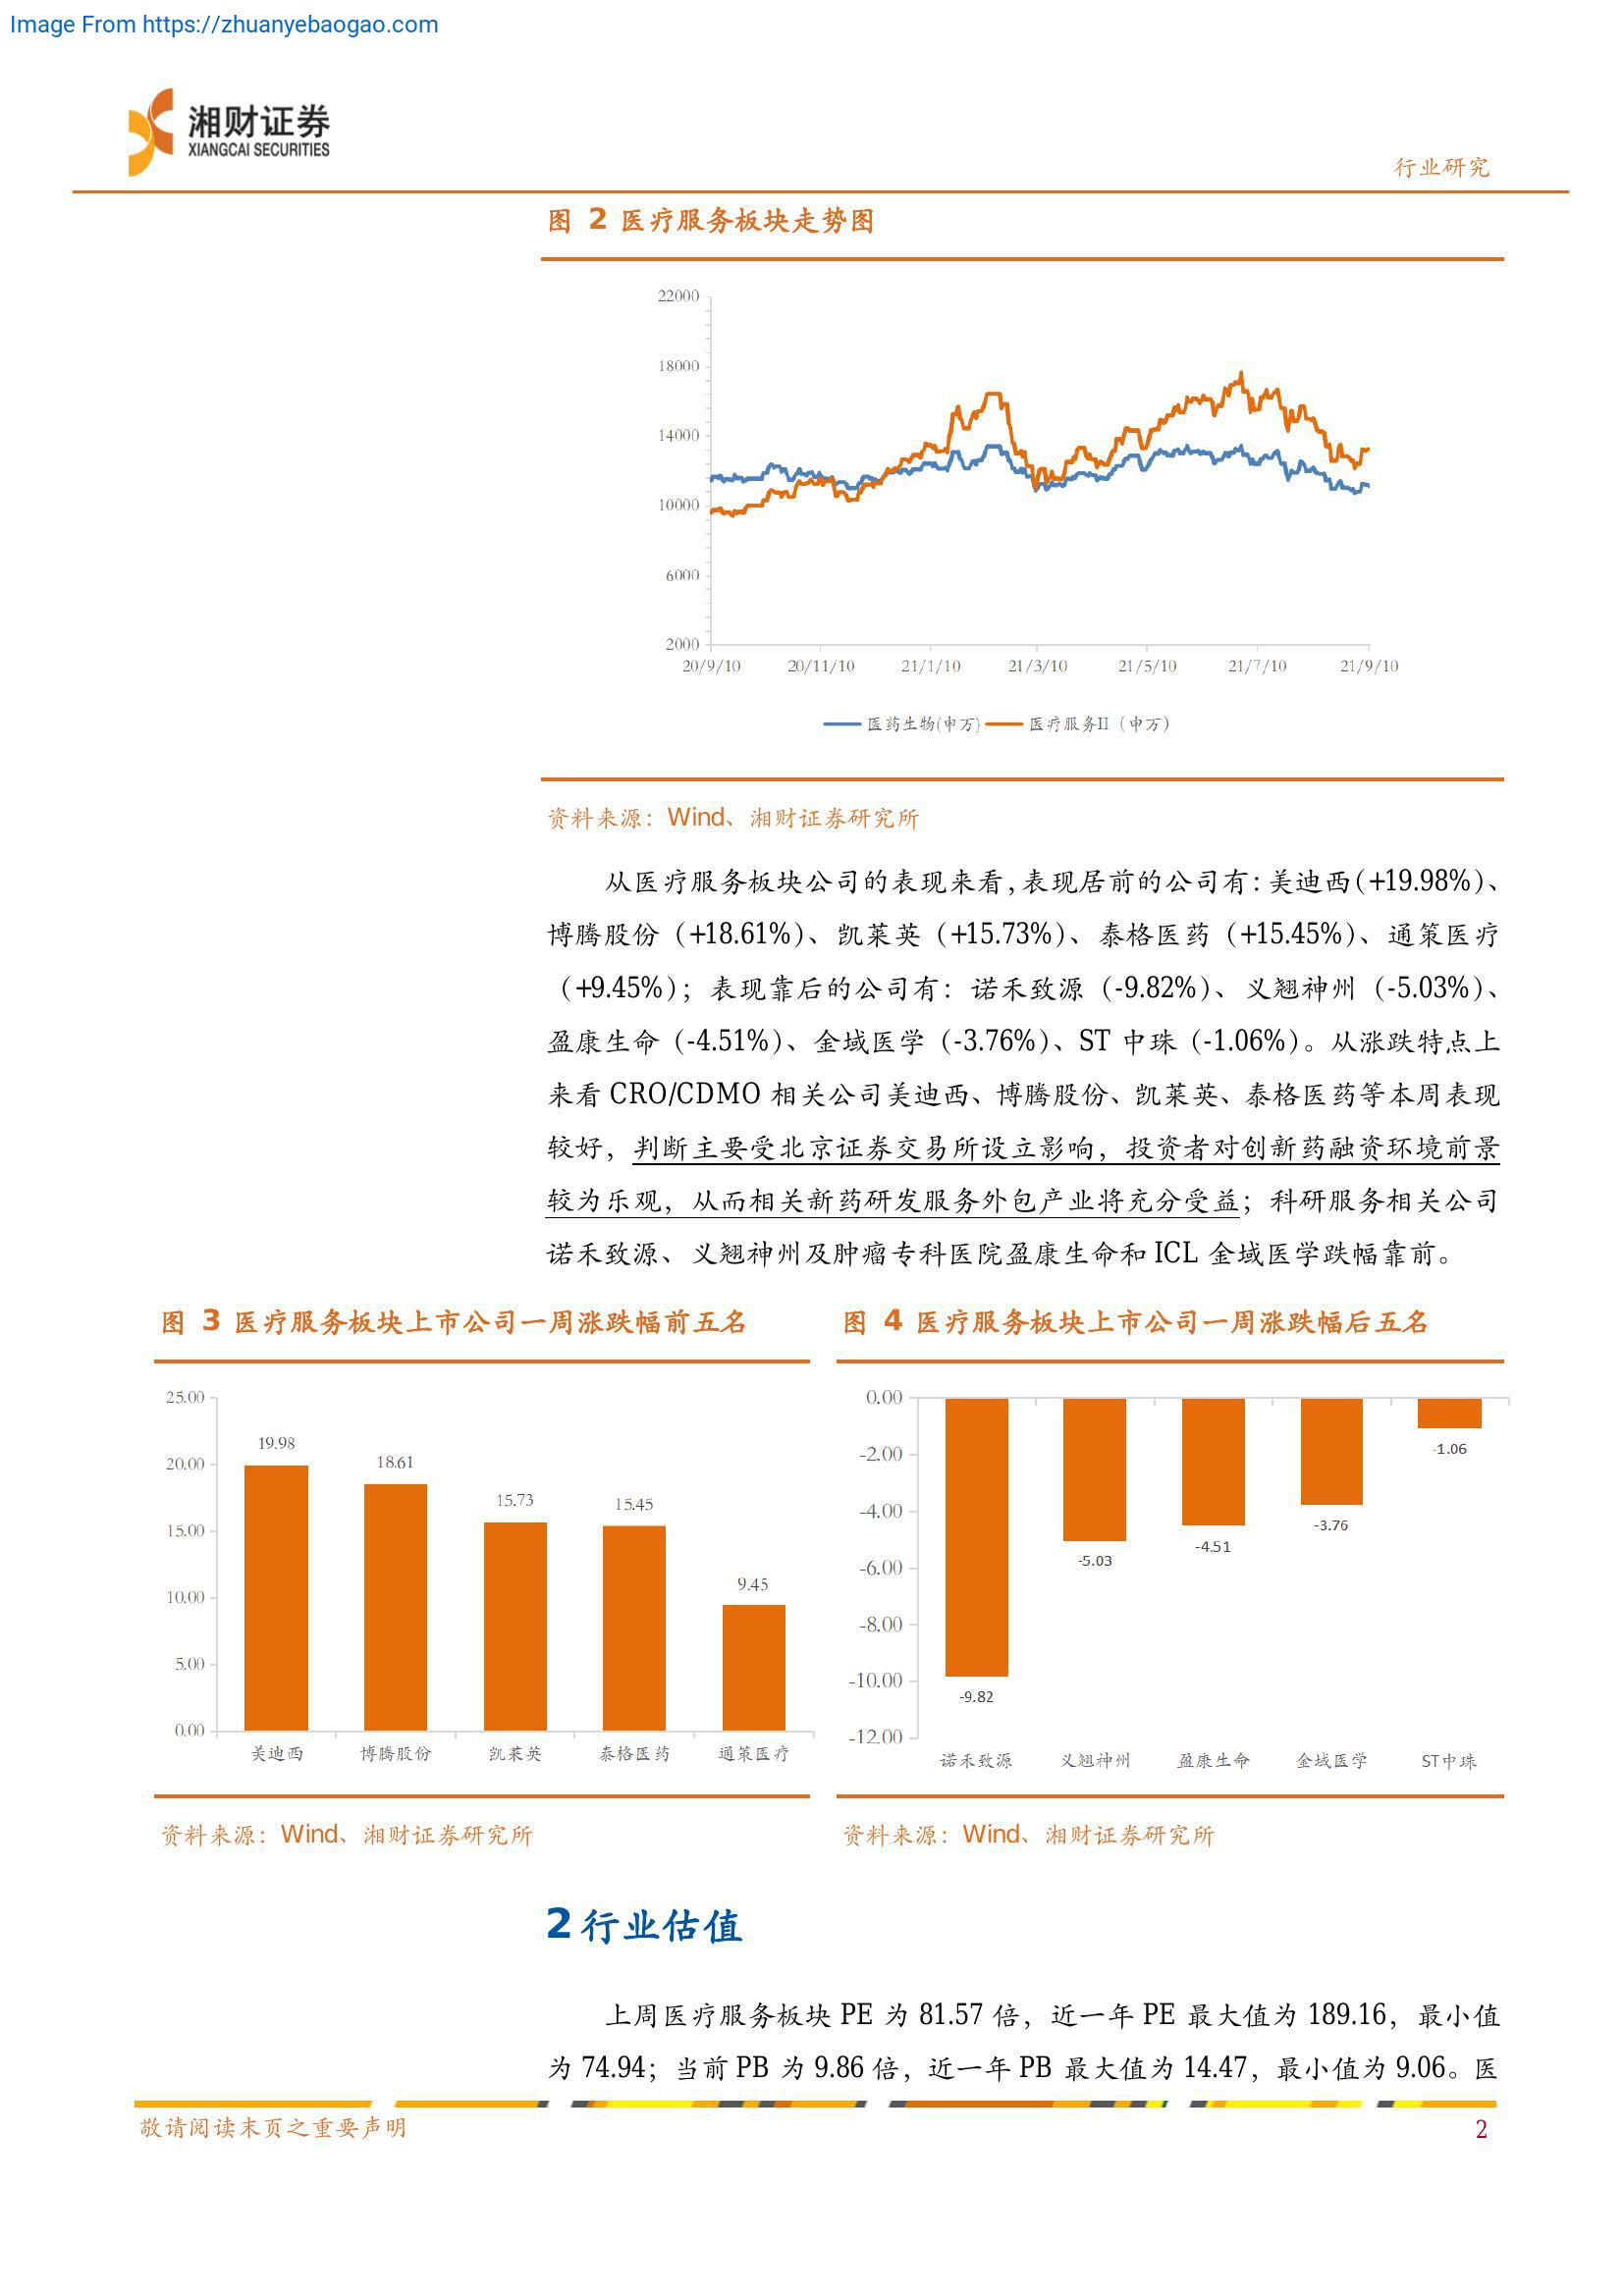 Image From https://zhuanyebaogao.com
湘财证券
XIANGCAI SECURITIES
行业研究
图 2 医疗服务板块走势图
22000
18000
14000
10000
6000
2000
20/9/10 20/11/10 21/1/10 21/3/10 21/5/10 21/7/10 21/9/10
医药生物(申万) 医疗服务II（申万）
资料来源：Wind、湘财证券研究所
从医疗服务板块公司的表现来看，表现居前的公司有：美迪西（+19.98%）、
博腾股份（+18.61%）、凯莱英（+15.73%）、泰格医药（+15.45%）、通策医疗
（+9.45%）；表现靠后的公司有：诺禾致源（-9.82%）、义翘神州（-5.03%）、
盈康生命（-4.51%）、金域医学（-3.76%）、ST 中珠（-1.06%）。从涨跌特点上
来看 CRO/CDMO 相关公司美迪西、博腾股份、凯莱英、泰格医药等本周表现
较好，判断主要受北京证券交易所设立影响，投资者对创新药融资环境前景
较为乐观，从而相关新药研发服务外包产业将充分受益；科研服务相关公司
诺禾致源、义翘神州及肿瘤专科医院盈康生命和 ICL 金域医学跌幅靠前。
图 3 医疗服务板块上市公司一周涨跌幅前五名
25.00
20.00
15.00
10.00
5.00
0.00
19.98 18.61 15.73 15.45 9.45
美迪西 博腾股份 凯莱英 泰格医药 通策医疗
资料来源：Wind、湘财证券研究所
图 4 医疗服务板块上市公司一周涨跌幅后五名
0.00
-2.00
-4.00
-6.00
-8.00
-10.00
-12.00
-9.82 -5.03 -4.51 -3.76 -1.06
诺禾致源 义翘神州 盈康生命 金域医学 ST中珠
资料来源：Wind、湘财证券研究所
2 行业估值
上周医疗服务板块 PE 为 81.57 倍，近一年 PE 最大值为 189.16，最小值
为 74.94；当前 PB 为 9.86 倍，近一年 PB 最大值为 14.47，最小值为 9.06。医
敬请阅读末页之重要声明
2